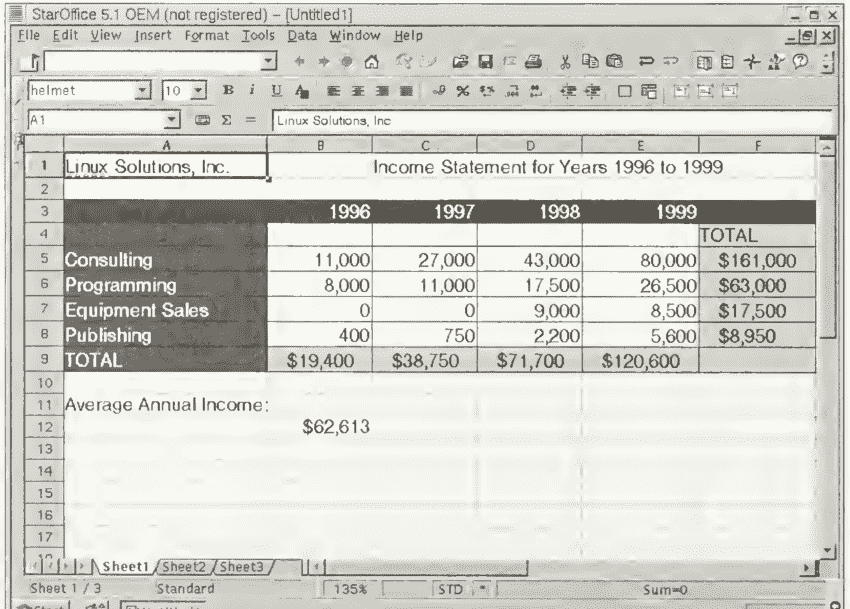 StarOffice 5.1 OEM (not registered) – [Untitled1]
File Edit View Insert Format Tools Data Window Help
helmet 10 B i U A
A1 Σ = Linux Solutions, Inc
A B C D E F
1 Linux Solutions, Inc. Income Statement for Years 1996 to 1999
2
3 1996 1997 1998 1999
4 TOTAL
5 Consulting 11,000 27,000 43,000 80,000 $161,000
6 Programming 8,000 11,000 17,500 26,500 $63,000
7 Equipment Sales 0 0 9,000 8,500 $17,500
8 Publishing 400 750 2,200 5,600 $8,950
9 TOTAL $19,400 $38,750 $71,700 $120,600
10
11 Average Annual Income:
12 $62,613
13
14
15
16
17
Sheet1 Sheet2 Sheet3
Sheet 1 / 3 Standard 135% STD * Sum=0